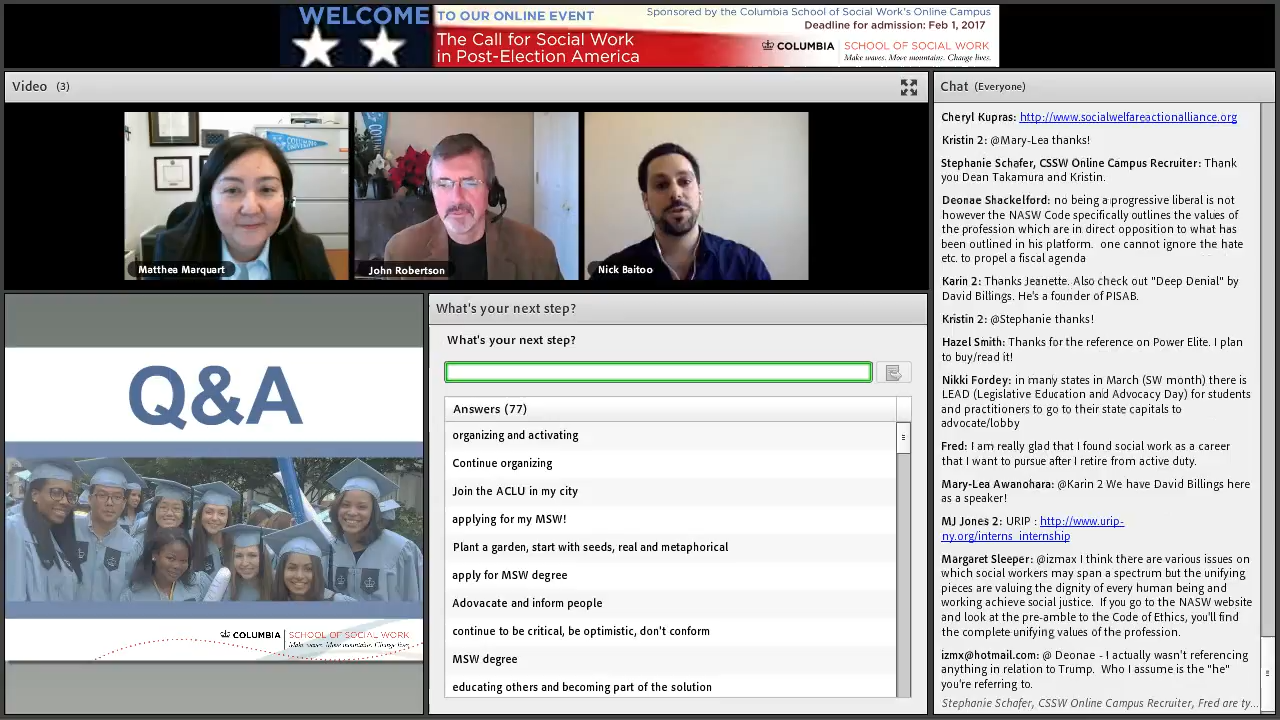 WELCOME TO OUR ONLINE EVENT
Sponsored by the Columbia School of Social Work's Online Campus
Deadline for admission: Feb 1, 2017
The Call for Social Work
in Post-Election America
COLUMBIA SCHOOL OF SOCIAL WORK
Make waves. Move mountains. Change lives.
Video (3)
Matthea Marquart
John Robertson
Nick Baitoo
Q&A
COLUMBIA SCHOOL OF SOCIAL WORK
Make waves. Move mountains. Change lives.
What's your next step?
What's your next step?
Answers (77)
organizing and activating
Continue organizing
Join the ACLU in my city
applying for my MSW!
Plant a garden, start with seeds, real and metaphorical
apply for MSW degree
Adovacate and inform people
continue to be critical, be optimistic, don't conform
MSW degree
educating others and becoming part of the solution
Chat (Everyone)
Cheryl Kupras: http://www.socialwelfareactionalliance.org
Kristin 2: @Mary-Lea thanks!
Stephanie Schafer, CSSW Online Campus Recruiter: Thank
you Dean Takamura and Kristin.
Deonae Shackelford: no being a progressive liberal is not
however the NASW Code specifically outlines the values of
the profession which are in direct opposition to what has
been outlined in his platform. one cannot ignore the hate
etc. to propel a fiscal agenda
Karin 2: Thanks Jeanette. Also check out "Deep Denial" by
David Billings. He's a founder of PISAB.
Kristin 2: @Stephanie thanks!
Hazel Smith: Thanks for the reference on Power Elite. I plan
to buy/read it!
Nikki Fordey: in many states in March (SW month) there is
LEAD (Legislative Education and Advocacy Day) for students
and practitioners to go to their state capitals to
advocate/lobby
Fred: I am really glad that I found social work as a career
that I want to pursue after I retire from active duty.
Mary-Lea Awanohara: @Karin 2 We have David Billings here
as a speaker!
MJ Jones 2: URIP : http://www.urip-
ny.org/interns_internship
Margaret Sleeper: @izmax I think there are various issues on
which social workers may span a spectrum but the unifying
pieces are valuing the dignity of every human being and
working achieve social justice. If you go to the NASW website
and look at the pre-amble to the Code of Ethics, you'll find
the complete unifying values of the profession.
izmx@hotmail.com: @ Deonae - I actually wasn't referencing
anything in relation to Trump. Who I assume is the "he"
you're referring to.
Stephanie Schafer, CSSW Online Campus Recruiter, Fred are ty...